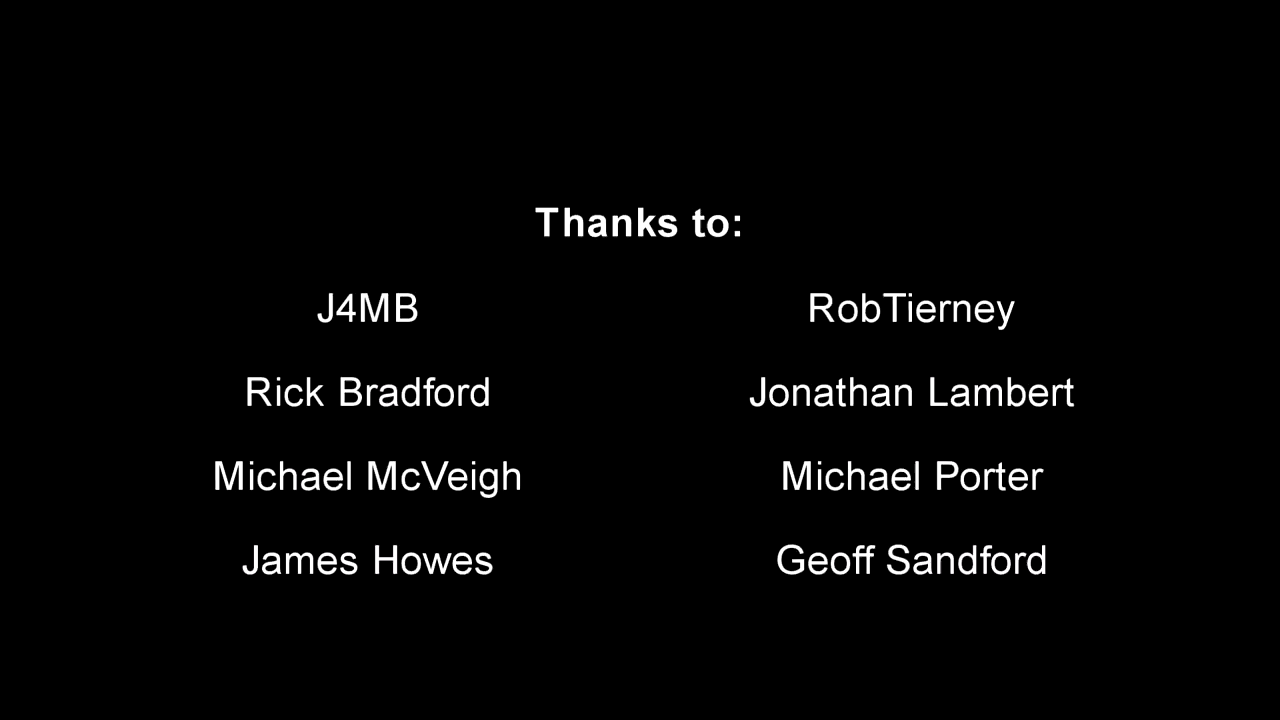 Thanks to:
J4MB
RobTierney
Rick Bradford
Jonathan Lambert
Michael McVeigh
Michael Porter
James Howes
Geoff Sandford